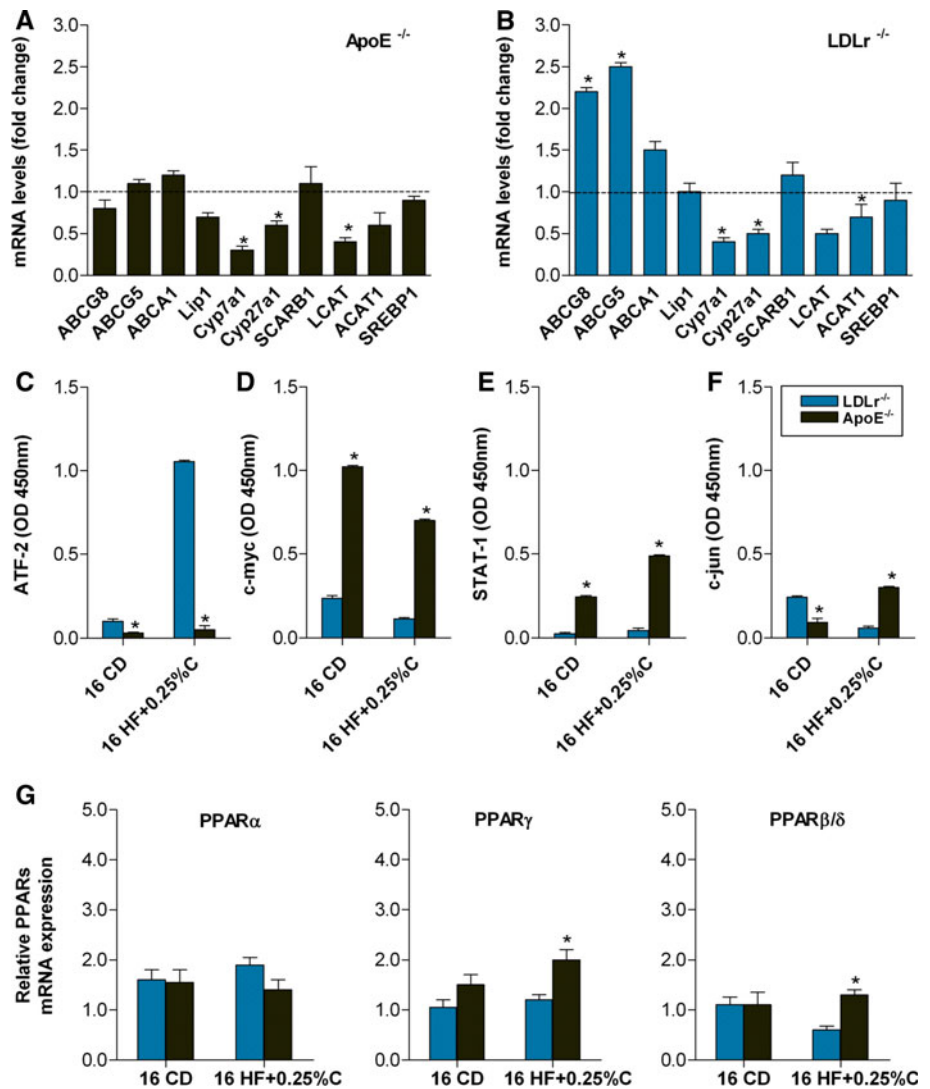 A
ApoE -/-
mRNA levels (fold change)
3.0
2.5
2.0
1.5
1.0
0.5
0.0
*
*
*
ABCG8
ABCG5
ABCA1
Lip1
Cyp7a1
Cyp27a1
SCARB1
LCAT
ACAT1
SREBP1
B
LDLr -/-
mRNA levels (fold change)
3.0
2.5
2.0
1.5
1.0
0.5
0.0
*
*
*
*
*
ABCG8
ABCG5
ABCA1
Lip1
Cyp7a1
Cyp27a1
SCARB1
LCAT
ACAT1
SREBP1
C
ATF-2 (OD 450nm)
1.5
1.0
0.5
0.0
*
*
16 CD
16 HF+0.25%C
D
c-myc (OD 450nm)
1.5
1.0
0.5
0.0
*
*
16 CD
16 HF+0.25%C
E
STAT-1 (OD 450nm)
1.5
1.0
0.5
0.0
*
*
16 CD
16 HF+0.25%C
F
c-jun (OD 450nm)
1.5
1.0
0.5
0.0
LDLr-/-
ApoE-/-
*
*
16 CD
16 HF+0.25%C
G
Relative PPARs
mRNA expression
PPARα
5.0
4.0
3.0
2.0
1.0
0.0
16 CD 16 HF+0.25%C
PPARγ
5.0
4.0
3.0
2.0
1.0
0.0
*
16 CD 16 HF+0.25%C
PPARβ/δ
5.0
4.0
3.0
2.0
1.0
0.0
*
16 CD 16 HF+0.25%C